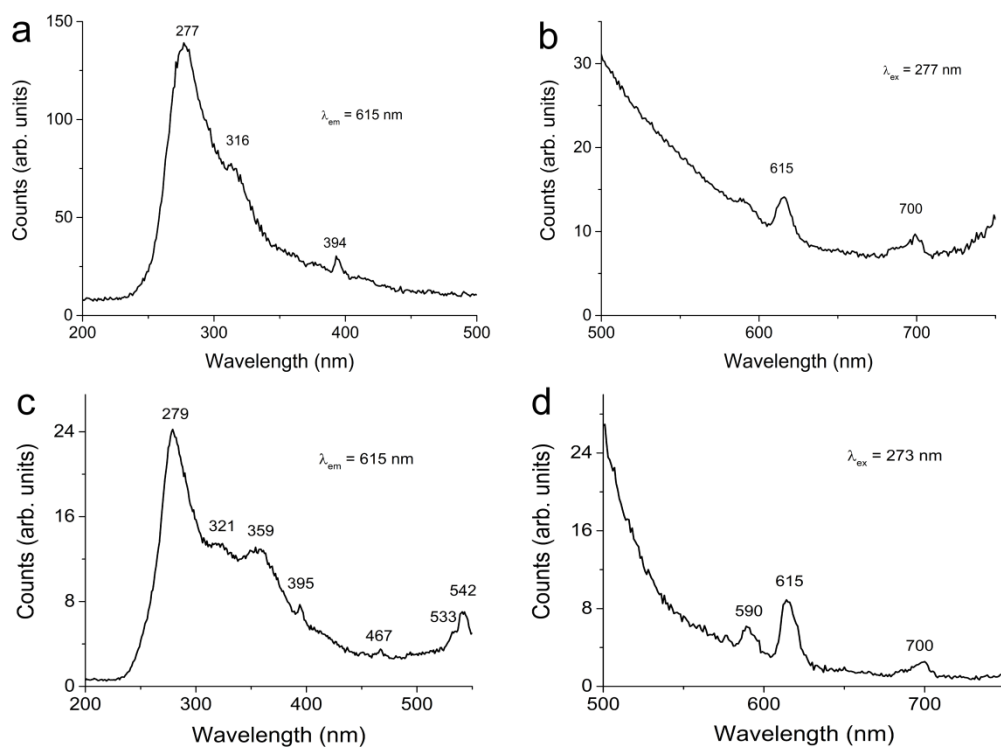 a
277
316
394
λem = 615 nm
150
100
50
0
200
300
400
500
Counts (arb. units)
Wavelength (nm)
b
λex = 277 nm
615
700
30
20
10
0
500
600
700
Counts (arb. units)
Wavelength (nm)
c
279
321
359
395
467
533
542
λem = 615 nm
24
16
8
0
200
300
400
500
Counts (arb. units)
Wavelength (nm)
d
λex = 273 nm
590
615
700
24
16
8
0
500
600
700
Counts (arb. units)
Wavelength (nm)